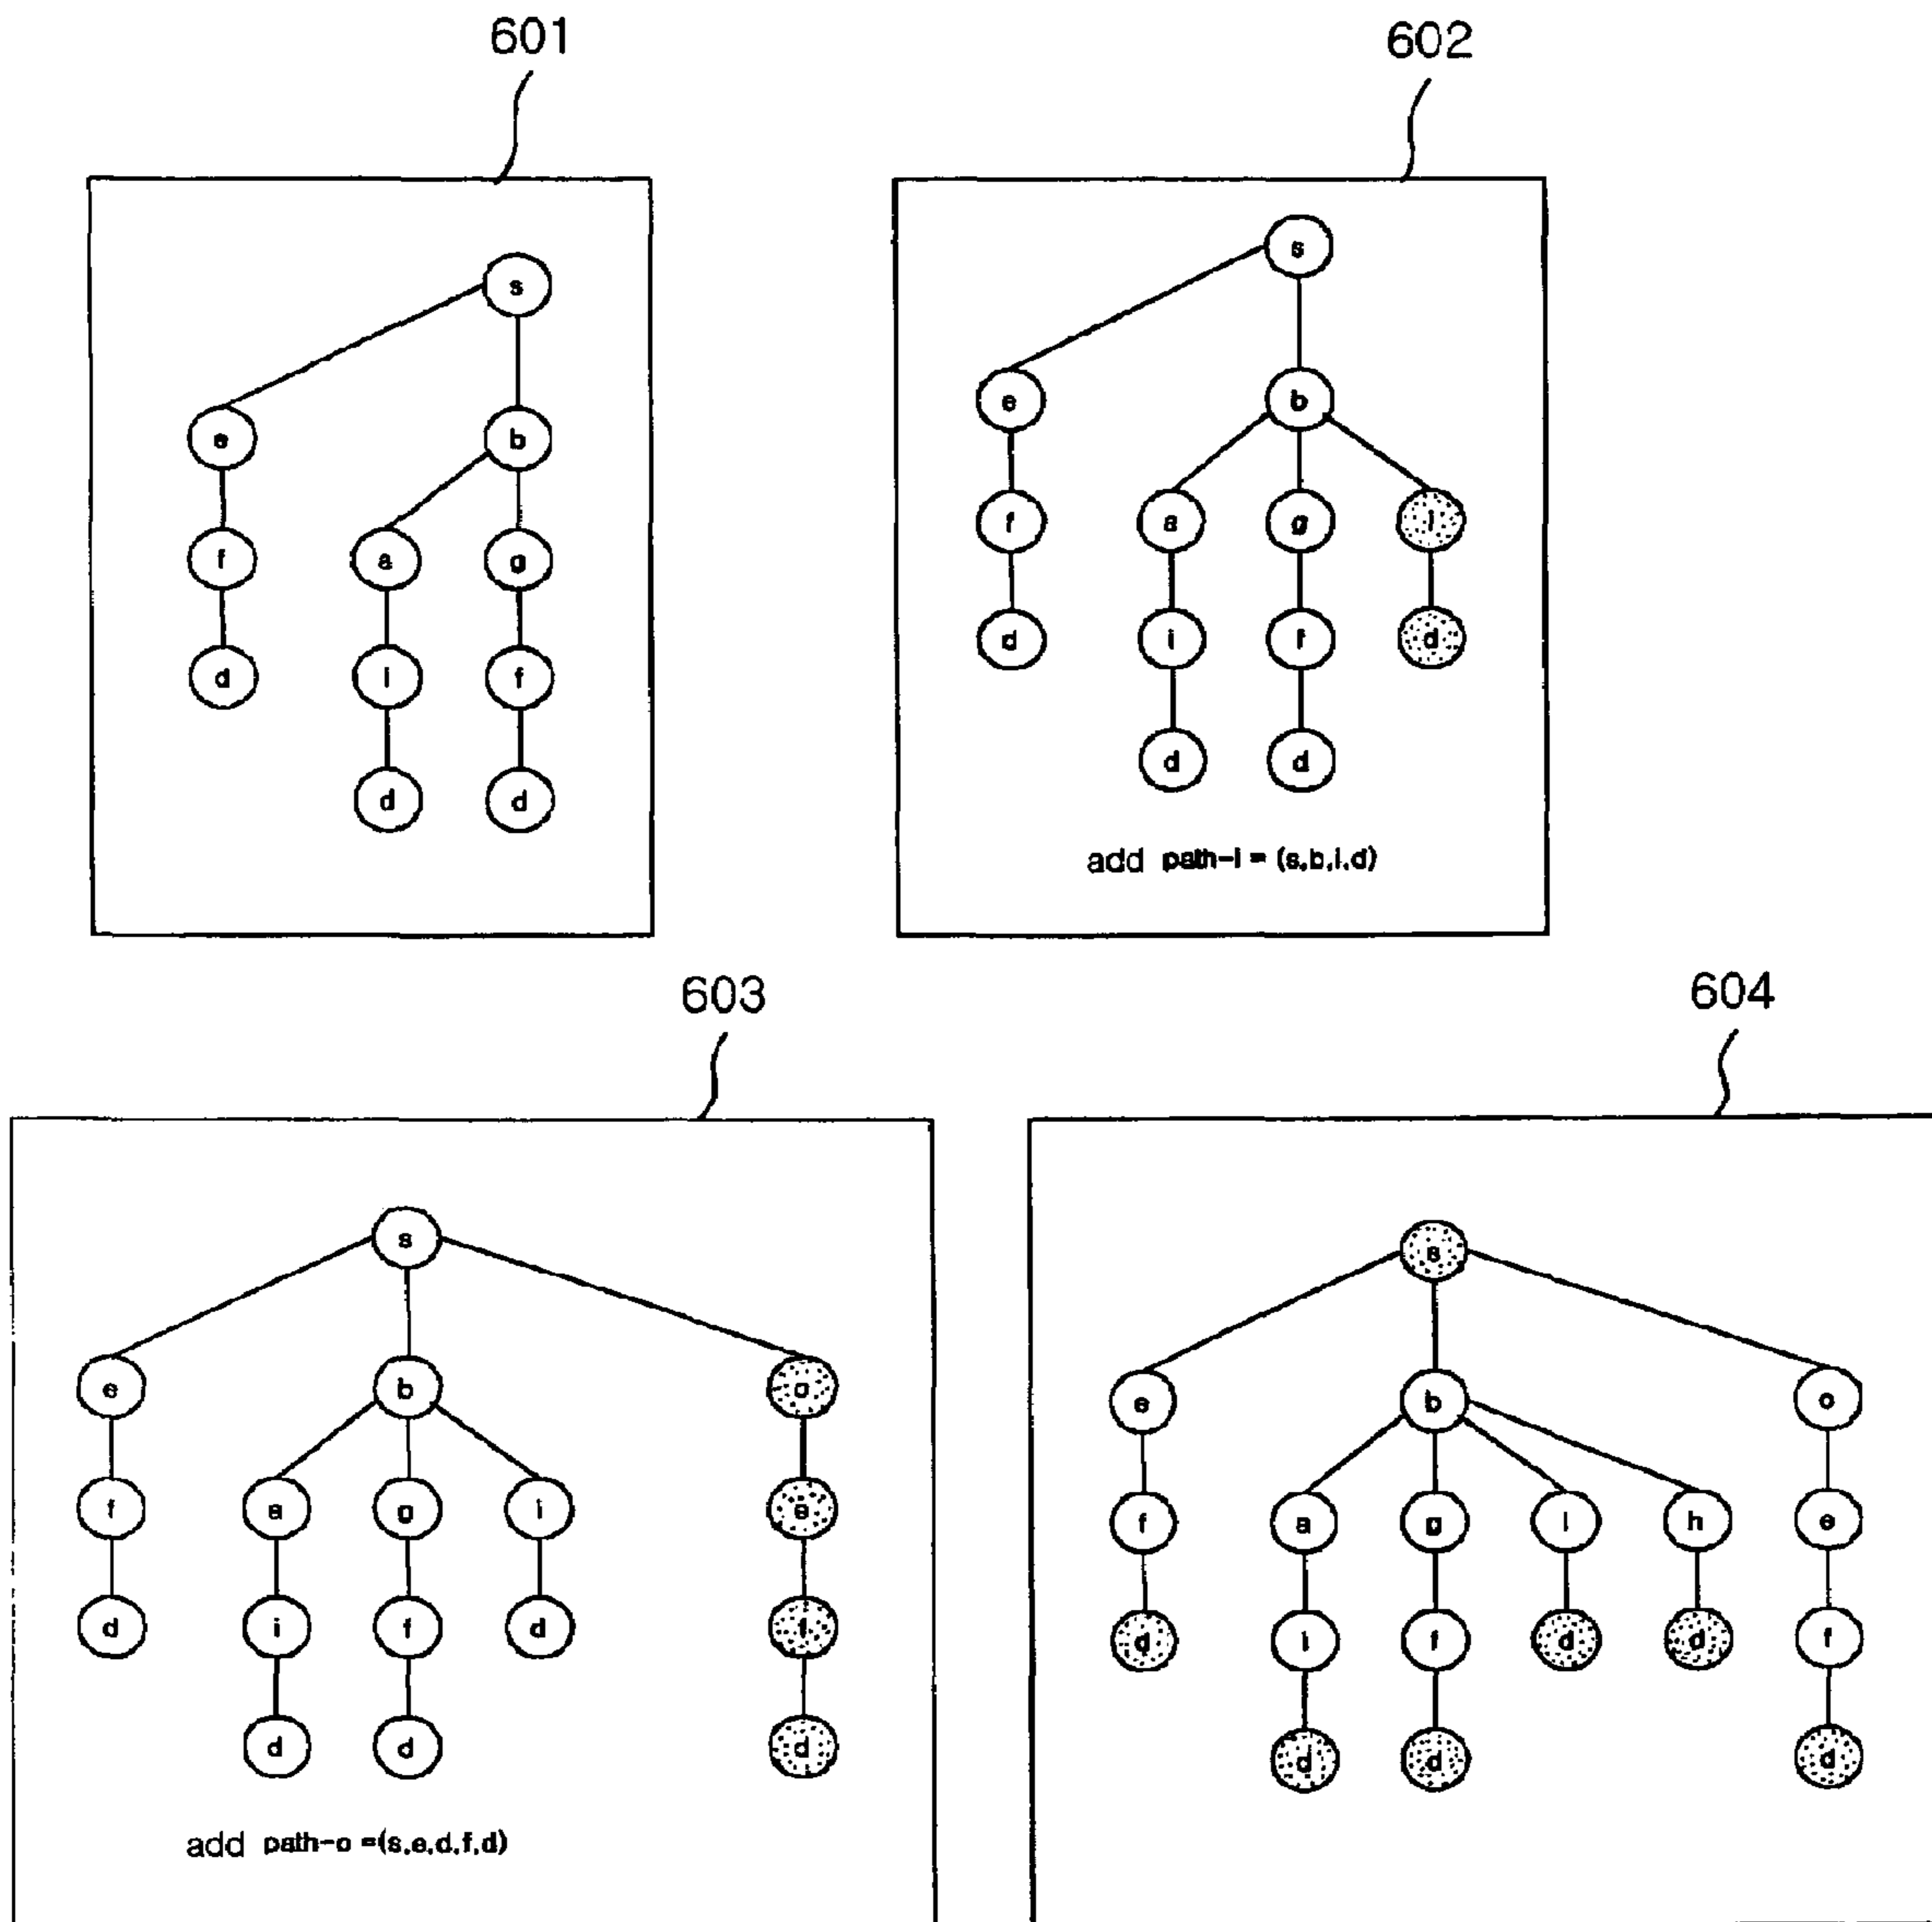 601
602
s
e
b
f
a
g
d
l
f
d
d
s
e
b
f
a
g
i
d
i
f
d
d
d
add path-i = (s,b,i,d)
603
604
s
e
b
o
f
a
g
i
e
d
i
f
d
f
d
d
d
add path-o =(s,e,d,f,d)
s
e
b
o
f
a
g
l
h
e
d
l
f
d
d
f
d
d
d